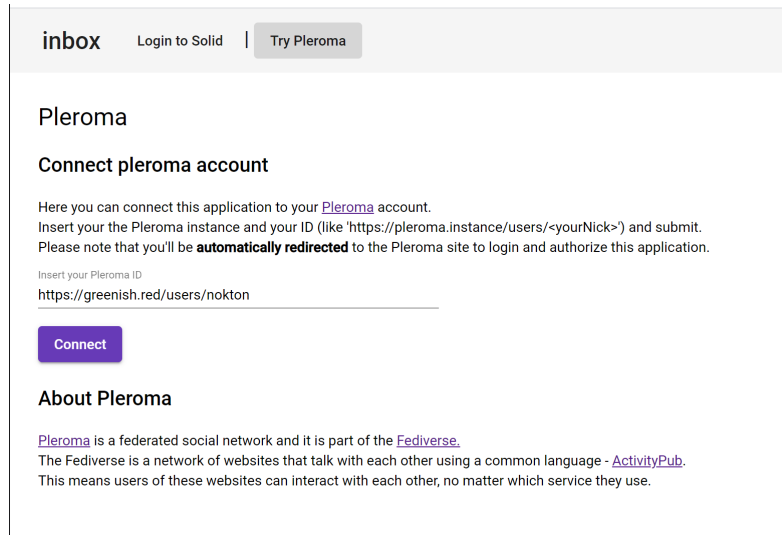 inbox Login to Solid | Try Pleroma
Pleroma
Connect pleroma account
Here you can connect this application to your Pleroma account.
Insert your the Pleroma instance and your ID (like 'https://pleroma.instance/users/<yourNick>') and submit.
Please note that you'll be automatically redirected to the Pleroma site to login and authorize this application.
Insert your Pleroma ID
https://greenish.red/users/nokton
Connect
About Pleroma
Pleroma is a federated social network and it is part of the Fediverse.
The Fediverse is a network of websites that talk with each other using a common language - ActivityPub.
This means users of these websites can interact with each other, no matter which service they use.